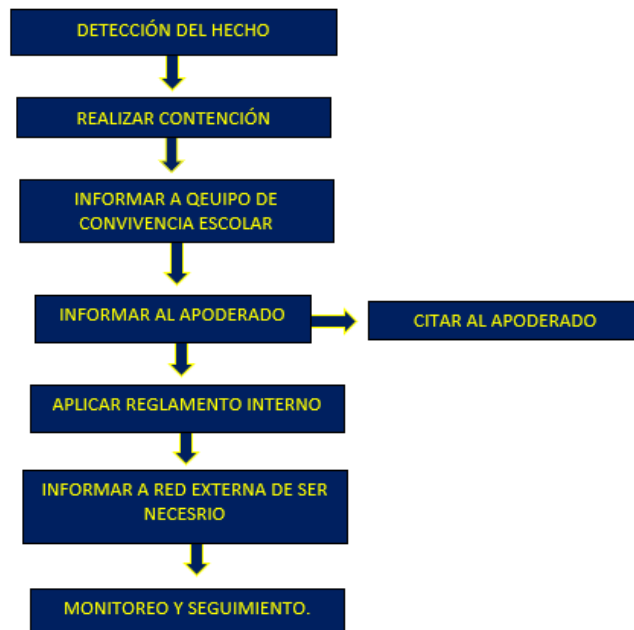 DETECCIÓN DEL HECHO
REALIZAR CONTENCIÓN
INFORMAR A QEUIPO DE
CONVIVENCIA ESCOLAR
INFORMAR AL APODERADO
CITAR AL APODERADO
APLICAR REGLAMENTO INTERNO
INFORMAR A RED EXTERNA DE SER
NECESRIO
MONITOREO Y SEGUIMIENTO.